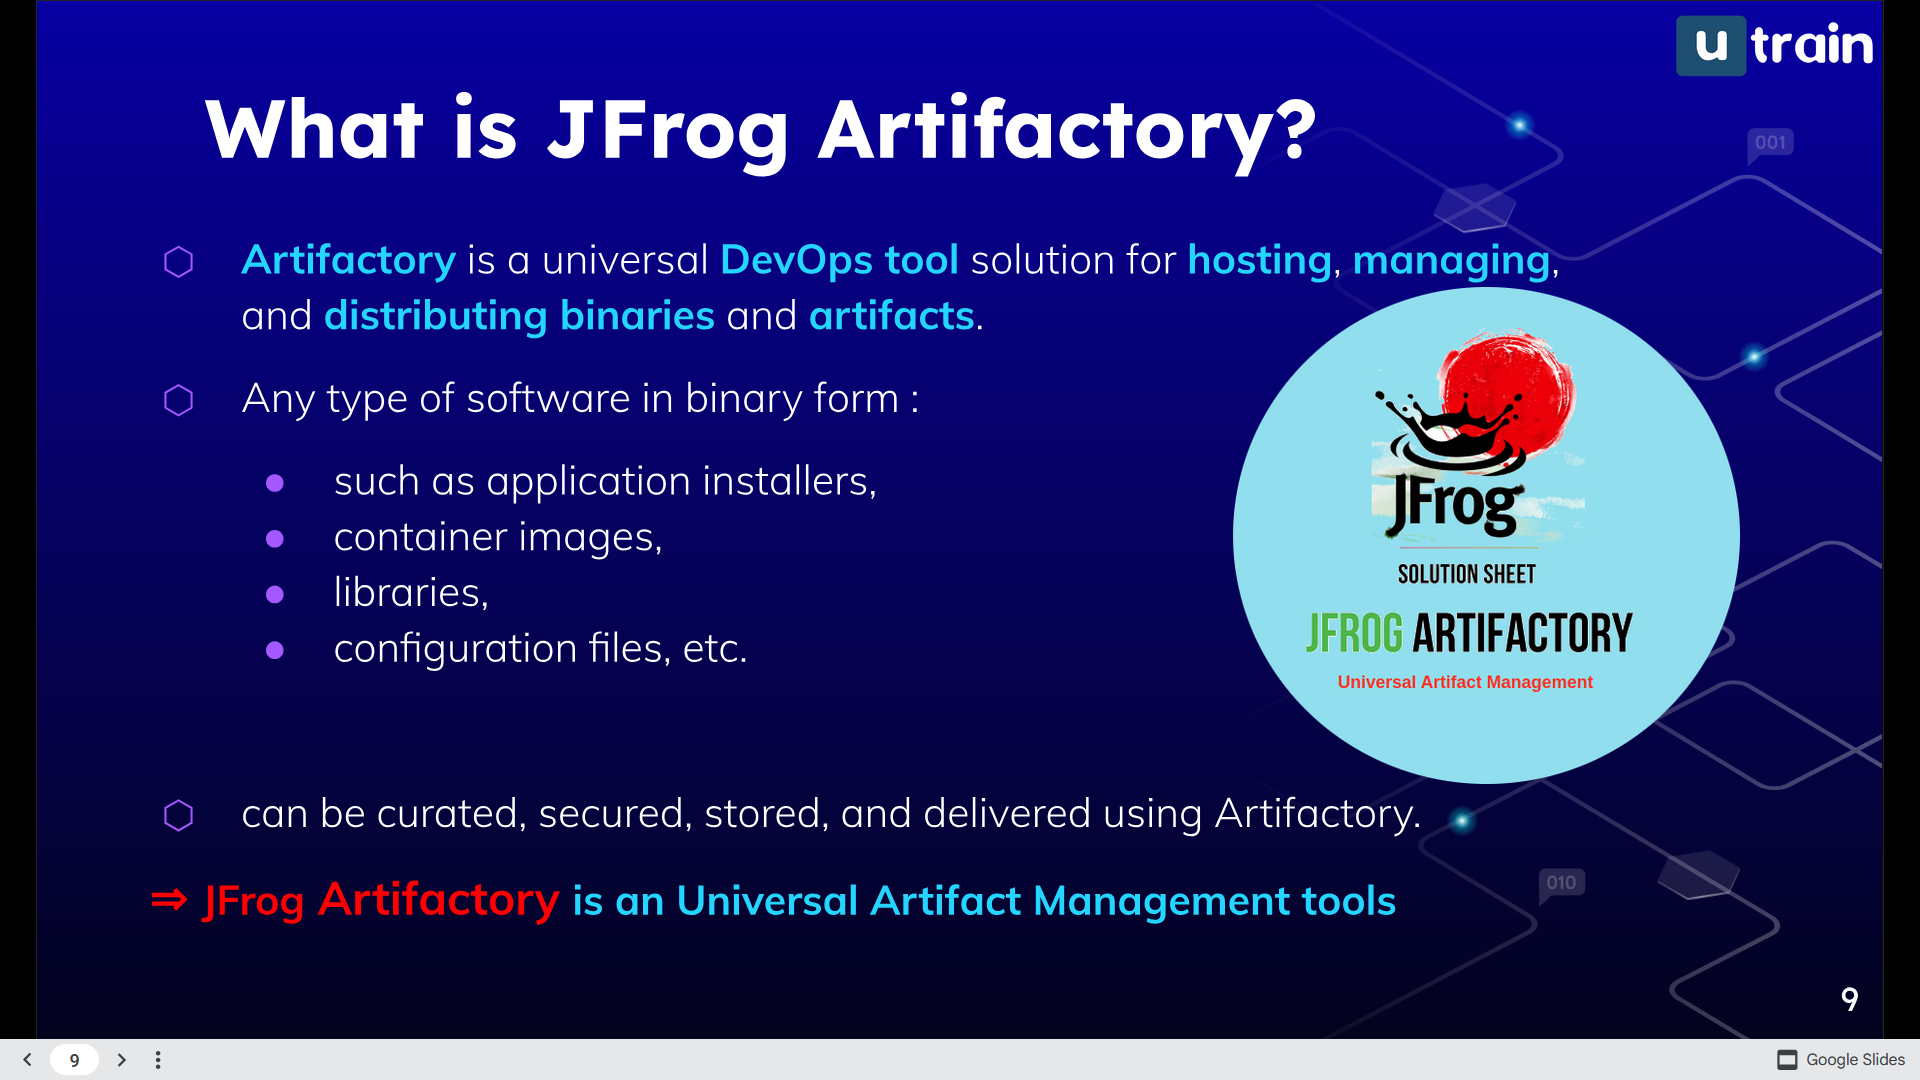 u train
What is JFrog Artifactory?
001
Artifactory is a universal DevOps tool solution for hosting, managing,
and distributing binaries and artifacts.
Any type of software in binary form :
such as application installers,
container images,
libraries,
configuration files, etc.
JFrog
SOLUTION SHEET
JFROG ARTIFACTORY
Universal Artifact Management
can be curated, secured, stored, and delivered using Artifactory.
010
⇒ JFrog Artifactory is an Universal Artifact Management tools
9
9
Google Slides